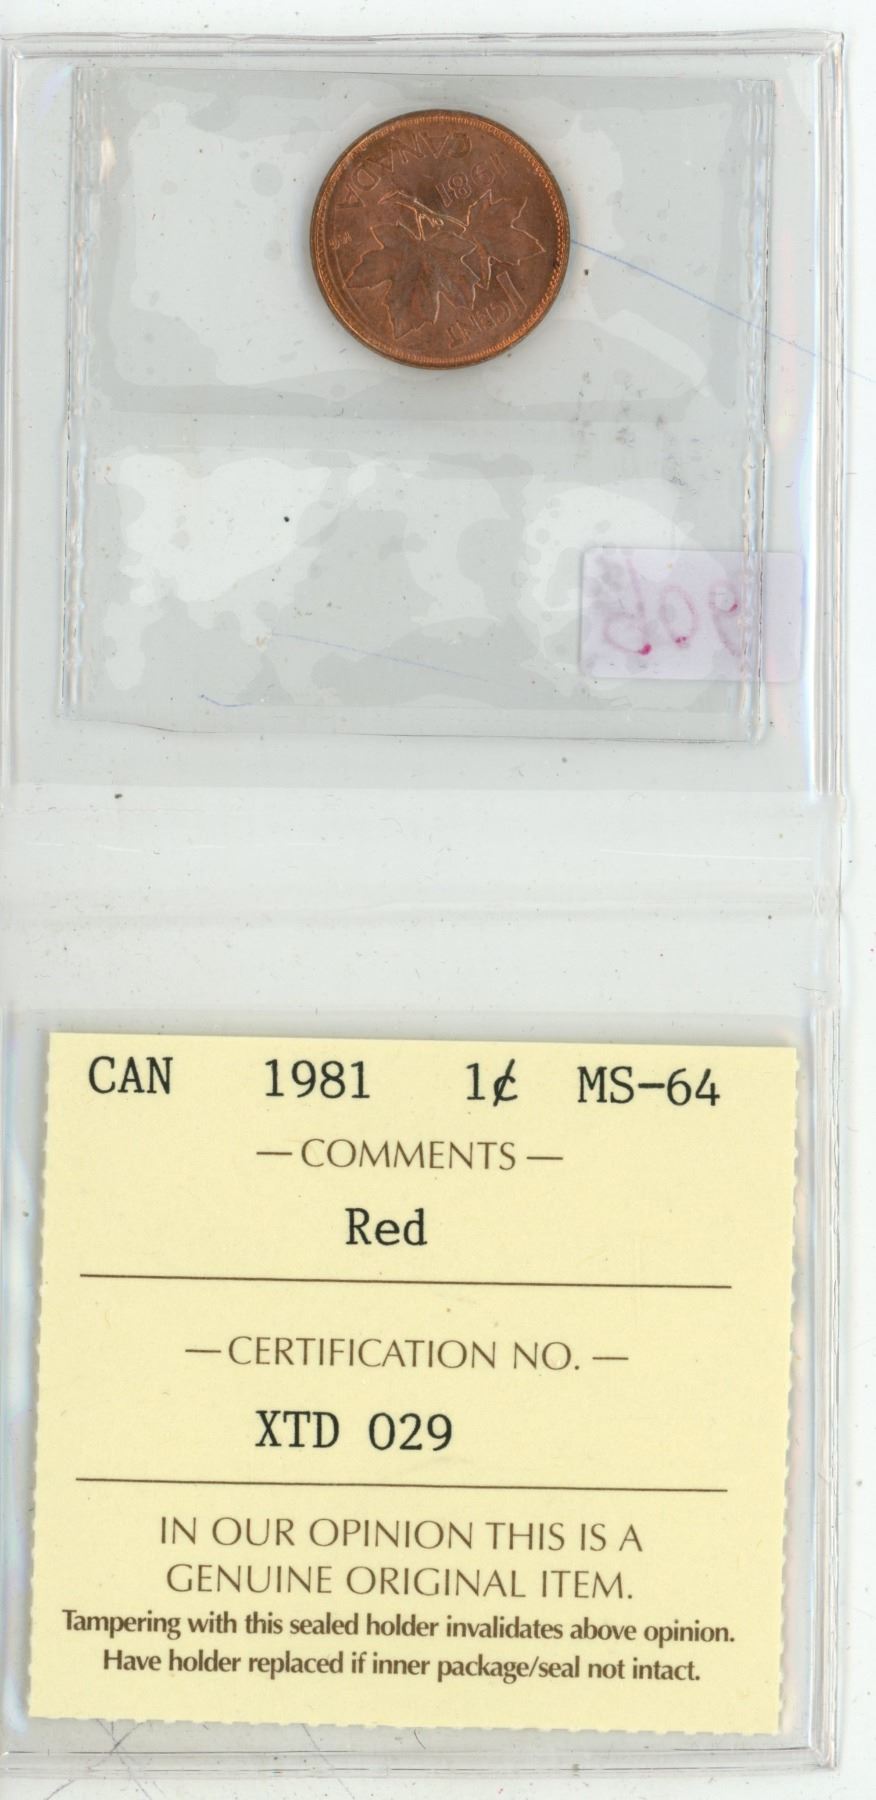 CANADA
1981
KG
1 CENT
90¢
CAN 1981 1¢ MS-64
—COMMENTS—
Red
—CERTIFICATION NO.—
XTD 029
IN OUR OPINION THIS IS A
GENUINE ORIGINAL ITEM.
Tampering with this sealed holder invalidates above opinion.
Have holder replaced if inner package/seal not intact.